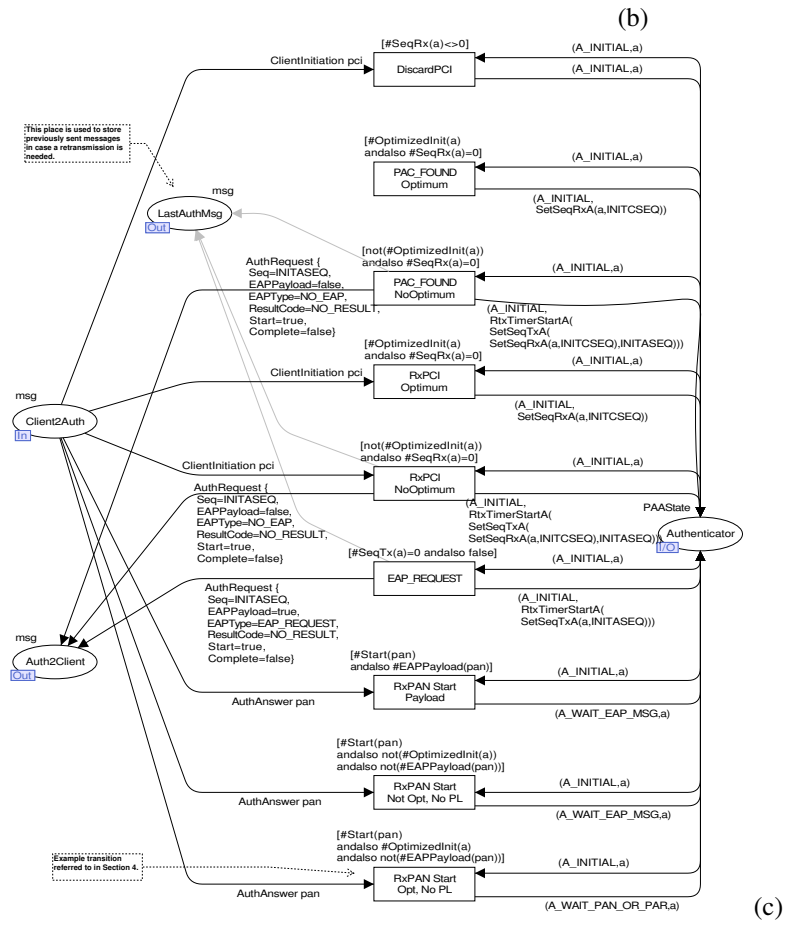 (b)
[#SeqRx(a)<>0]
ClientInitiation pci
DiscardPCI
(A_INITIAL,a)
(A_INITIAL,a)
This place is used to store
previously sent messages
in case a retransmission is
needed.
[#OptimizedInit(a)
andalso #SeqRx(a)=0]
PAC_FOUND
Optimum
(A_INITIAL,a)
(A_INITIAL,
SetSeqRxA(a,INITCSEQ))
msg
LastAuthMsg
Out
AuthRequest {
Seq=INITASEQ,
EAPPayload=false,
EAPType=NO_EAP,
ResultCode=NO_RESULT,
Start=true,
Complete=false}
[not(#OptimizedInit(a))
andalso #SeqRx(a)=0]
PAC_FOUND
NoOptimum
(A_INITIAL,a)
(A_INITIAL,
RtxTimerStartA(
SetSeqTxA(
SetSeqRxA(a,INITCSEQ),INITASEQ)))
[#OptimizedInit(a)
andalso #SeqRx(a)=0]
ClientInitiation pci
RxPCI
Optimum
(A_INITIAL,a)
(A_INITIAL,
SetSeqRxA(a,INITCSEQ))
msg
Client2Auth
In
[not(#OptimizedInit(a))
andalso #SeqRx(a)=0]
ClientInitiation pci
RxPCI
NoOptimum
(A_INITIAL,a)
AuthRequest {
Seq=INITASEQ,
EAPPayload=false,
EAPType=NO_EAP,
ResultCode=NO_RESULT,
Start=true,
Complete=false}
(A_INITIAL,
RtxTimerStartA(
SetSeqTxA(
SetSeqRxA(a,INITCSEQ),INITASEQ)))
PAAState
Authenticator
I/O
[#SeqTx(a)=0 andalso false]
EAP_REQUEST
(A_INITIAL,a)
AuthRequest {
Seq=INITASEQ,
EAPPayload=true,
EAPType=EAP_REQUEST,
ResultCode=NO_RESULT,
Start=true,
Complete=false}
(A_INITIAL,
RtxTimerStartA(
SetSeqTxA(a,INITASEQ)))
msg
Auth2Client
Out
[#Start(pan)
andalso #EAPPayload(pan)]
RxPAN Start
Payload
AuthAnswer pan
(A_INITIAL,a)
(A_WAIT_EAP_MSG,a)
[#Start(pan)
andalso not(#OptimizedInit(a))
andalso not(#EAPPayload(pan))]
RxPAN Start
Not Opt, No PL
AuthAnswer pan
(A_INITIAL,a)
(A_WAIT_EAP_MSG,a)
[#Start(pan)
andalso #OptimizedInit(a)
andalso not(#EAPPayload(pan))]
Example transition
referred to in Section 4.
RxPAN Start
Opt, No PL
AuthAnswer pan
(A_INITIAL,a)
(A_WAIT_PAN_OR_PAR,a)
(c)